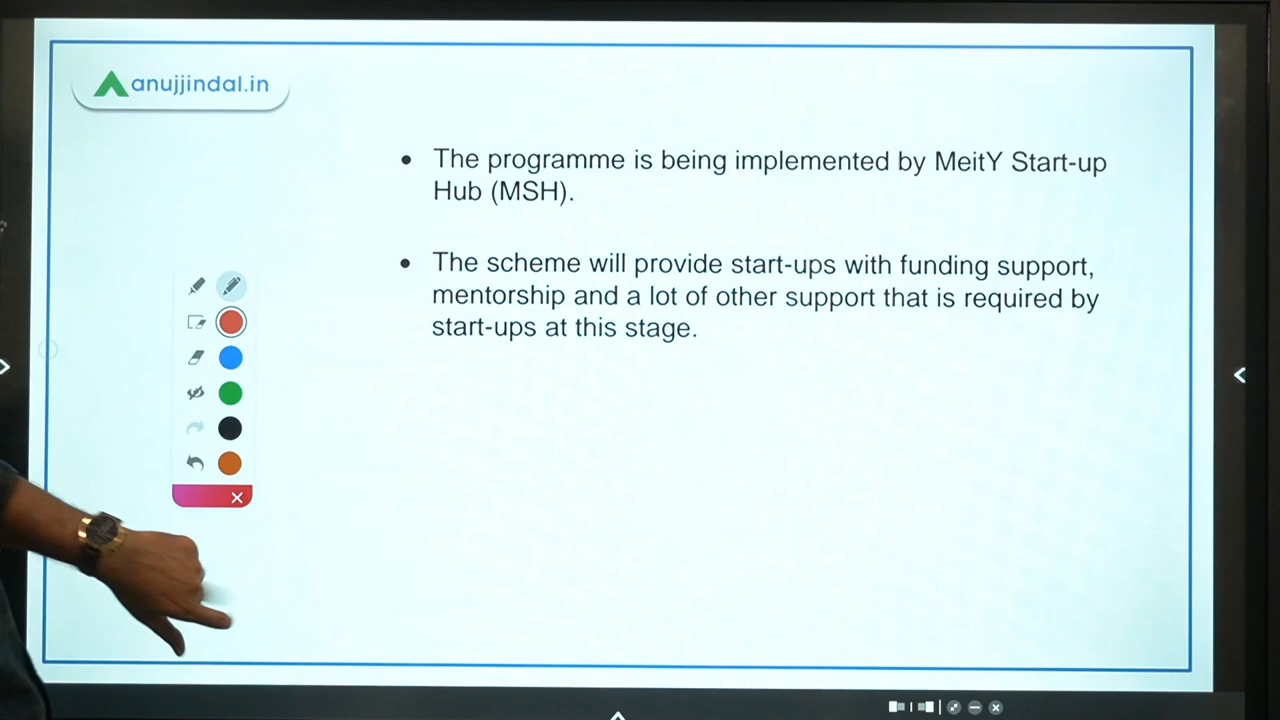 anujjindal.in
The programme is being implemented by MeitY Start-up
Hub (MSH).
The scheme will provide start-ups with funding support,
mentorship and a lot of other support that is required by
start-ups at this stage.